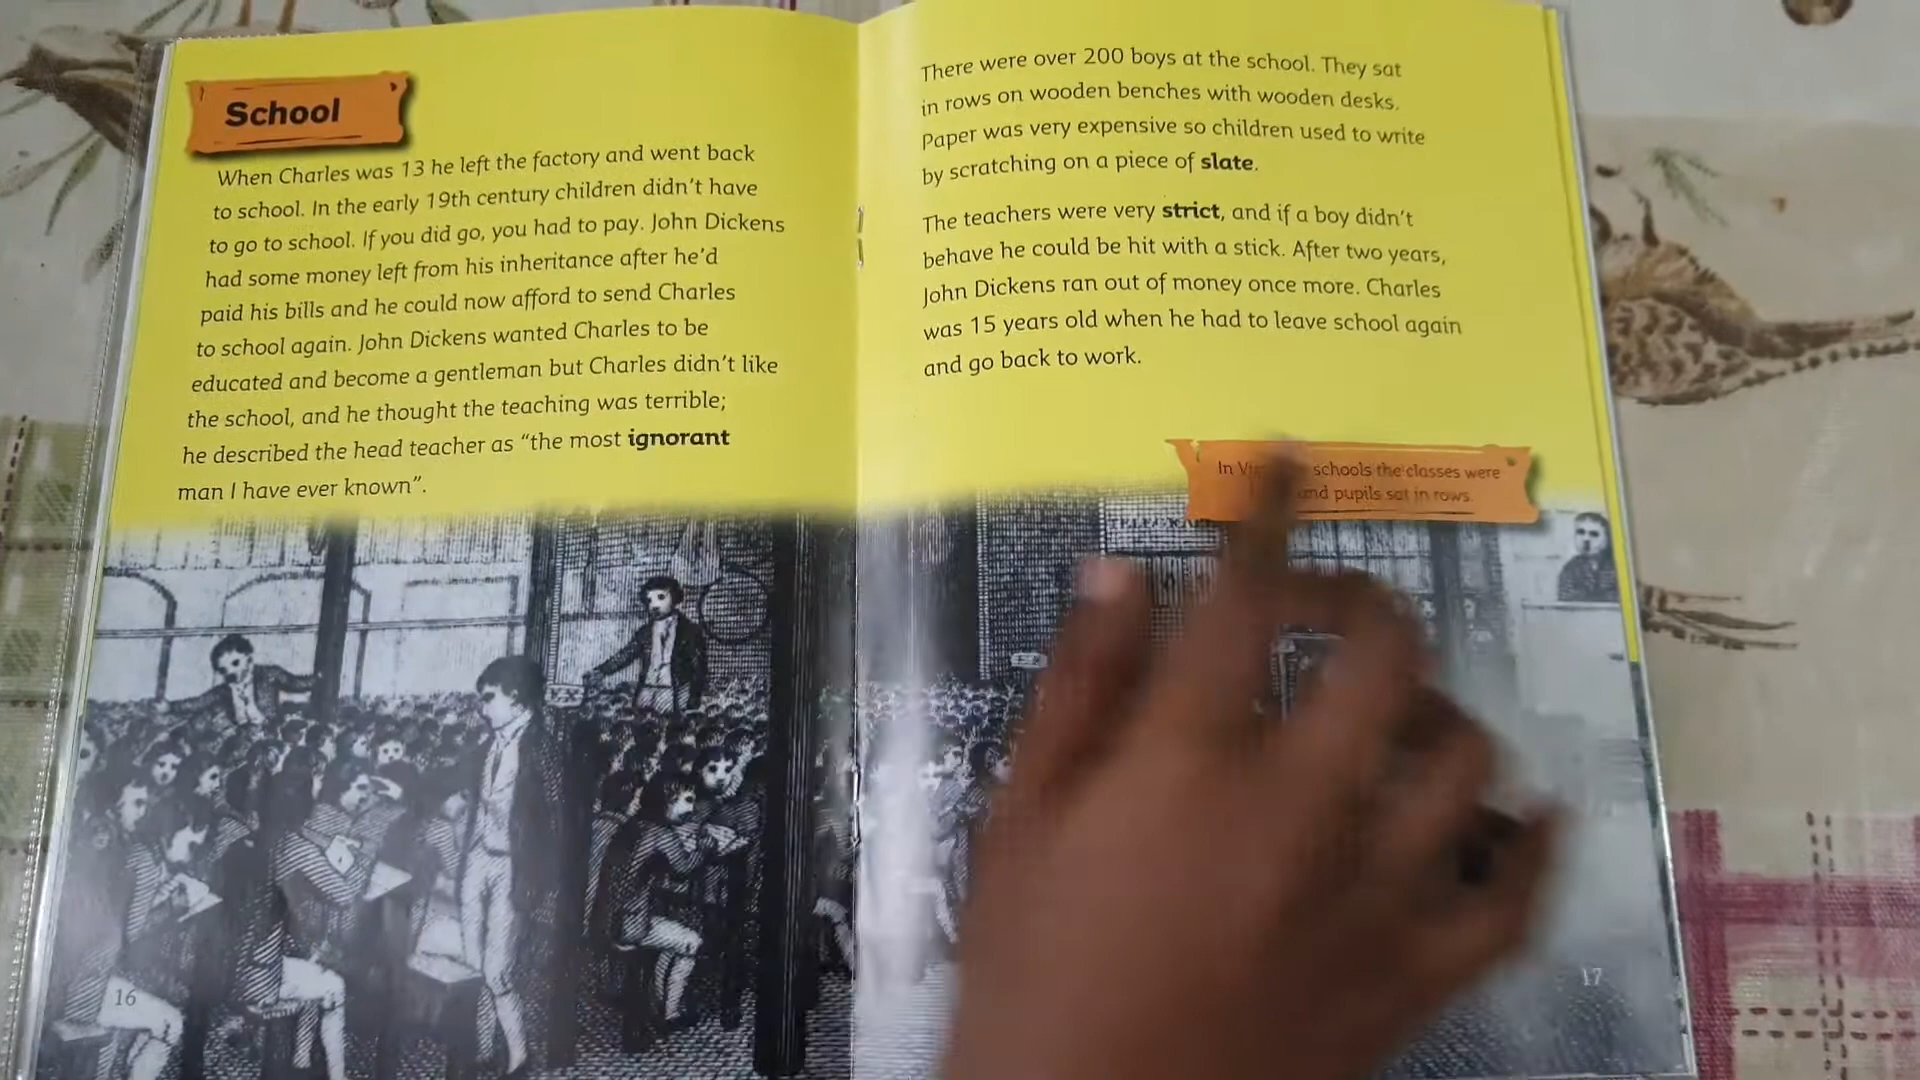 School
When Charles was 13 he left the factory and went back
to school. In the early 19th century children didn't have
to go to school. If you did go, you had to pay. John Dickens
had some money left from his inheritance after he'd
paid his bills and he could now afford to send Charles
to school again. John Dickens wanted Charles to be
educated and become a gentleman but Charles didn't like
the school, and he thought the teaching was terrible;
he described the head teacher as “the most ignorant
man I have ever known”.
16
There were over 200 boys at the school. They sat
in rows on wooden benches with wooden desks.
Paper was very expensive so children used to write
by scratching on a piece of slate.
The teachers were very strict, and if a boy didn't
behave he could be hit with a stick. After two years,
John Dickens ran out of money once more. Charles
was 15 years old when he had to leave school again
and go back to work.
In schools the classes were
and pupils sat in rows.
17